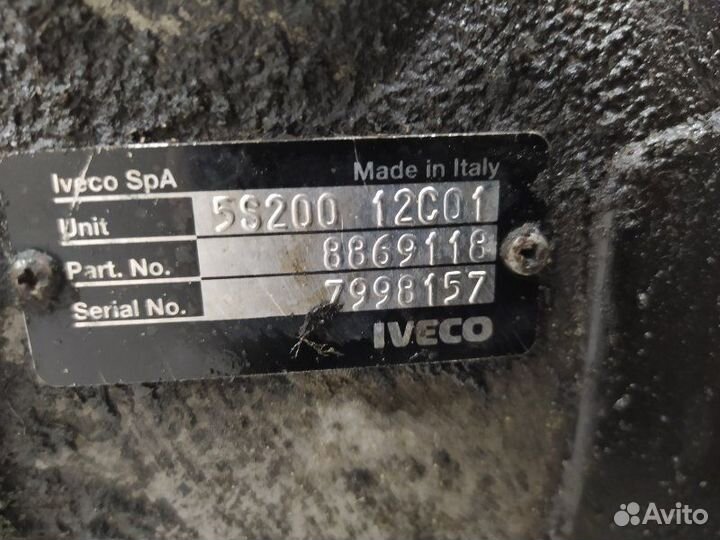 Iveco SpA Made in Italy
Unit 5S200 12C01
Part. No. 8869118
Serial No. 7998157
IVECO
Avito